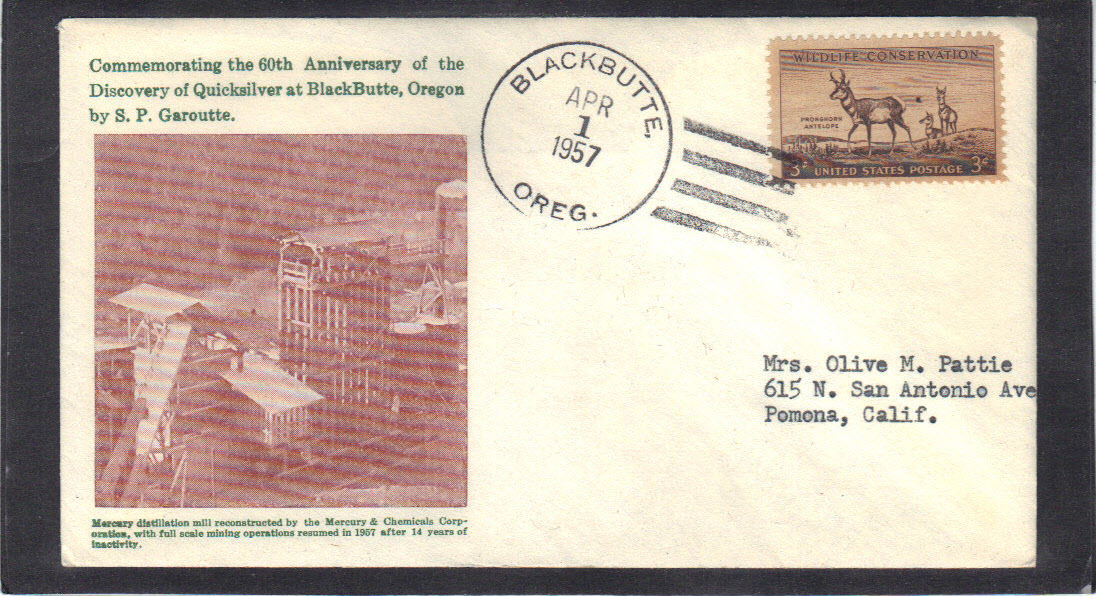 Commemorating the 60th Anniversary of the
Discovery of Quicksilver at BlackButte, Oregon
by S. P. Garoutte.
BLACKBUTTE,
APR
1
1957
OREG.
WILDLIFE CONSERVATION
PRONGHORN
ANTELOPE
3¢ UNITED STATES POSTAGE 3¢
Mrs. Olive M. Pattie
615 N. San Antonio Ave
Pomona, Calif.
Mercury distillation mill reconstructed by the Mercury & Chemicals Corp-
oration, with full scale mining operations resumed in 1957 after 14 years of
inactivity.